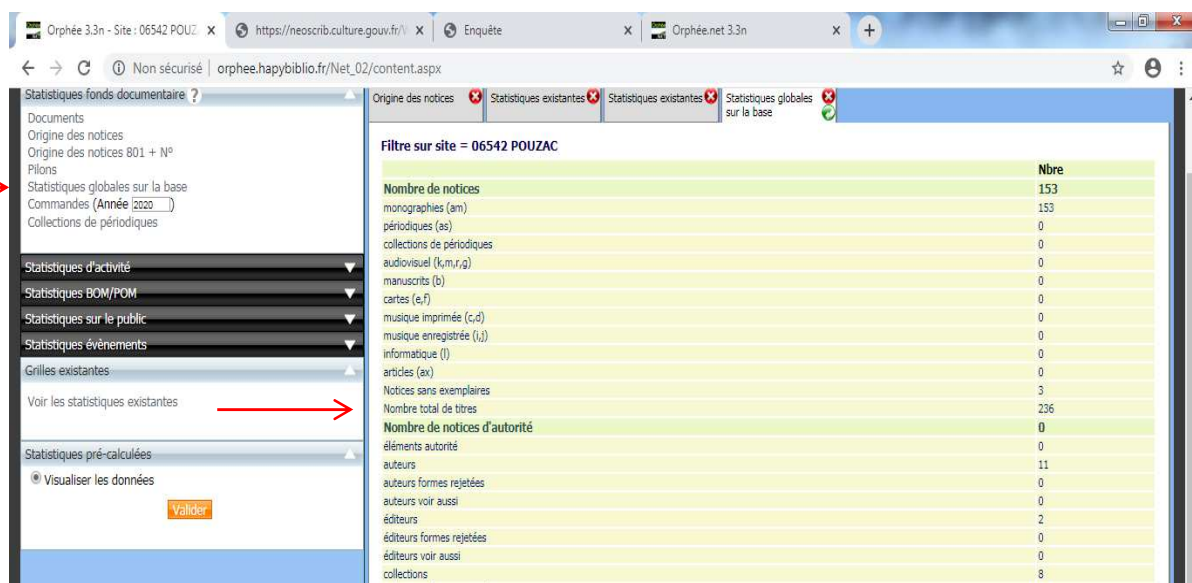 Orphée 3.3n - Site : 06542 POUZ
https://neoscrib.culture.gouv.fr/
Enquête
Orphée.net 3.3n
Non sécurisé | orphee.hapybiblio.fr/Net_02/content.aspx
Statistiques fonds documentaire ?
Documents
Origine des notices
Origine des notices 801 + N°
Pilons
Statistiques globales sur la base
Commandes (Année 2020 )
Collections de périodiques
Statistiques d'activité
Statistiques BOM/POM
Statistiques sur le public
Statistiques évènements
Grilles existantes
Voir les statistiques existantes
Statistiques pré-calculées
Visualiser les données
Valider
Origine des notices
Statistiques existantes
Statistiques existantes
Statistiques globales
sur la base
Filtre sur site = 06542 POUZAC
Nbre
Nombre de notices 153
monographies (am) 153
périodiques (as) 0
collections de périodiques 0
audiovisuel (k,m,r,g) 0
manuscrits (b) 0
cartes (e,f) 0
musique imprimée (c,d) 0
musique enregistrée (i,j) 0
informatique (l) 0
articles (ax) 0
Notices sans exemplaires 3
Nombre total de titres 236
Nombre de notices d'autorité 0
éléments autorité 0
auteurs 11
auteurs formes rejetées 0
auteurs voir aussi 0
éditeurs 2
éditeurs formes rejetées 0
éditeurs voir aussi 0
collections 8